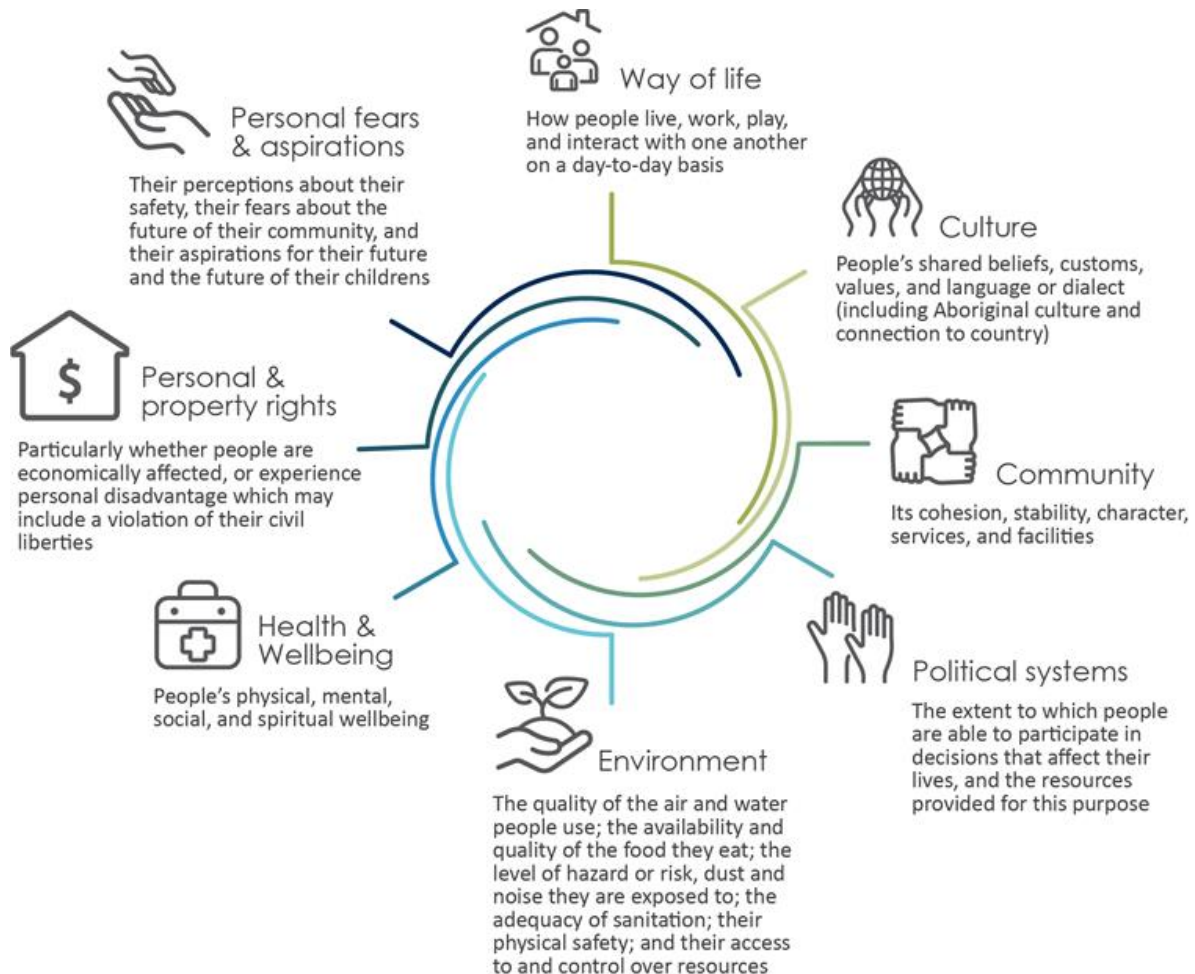 Way of life
How people live, work, play,
and interact with one another
on a day-to-day basis
Culture
People's shared beliefs, customs,
values, and language or dialect
(including Aboriginal culture and
connection to country)
Community
Its cohesion, stability, character,
services, and facilities
Political systems
The extent to which people
are able to participate in
decisions that affect their
lives, and the resources
provided for this purpose
Environment
The quality of the air and water
people use; the availability and
quality of the food they eat; the
level of hazard or risk, dust and
noise they are exposed to; the
adequacy of sanitation; their
physical safety; and their access
to and control over resources
Health &
Wellbeing
People's physical, mental,
social, and spiritual wellbeing
$
Personal &
property rights
Particularly whether people are
economically affected, or experience
personal disadvantage which may
include a violation of their civil
liberties
Personal fears
& aspirations
Their perceptions about their
safety, their fears about the
future of their community, and
their aspirations for their future
and the future of their childrens